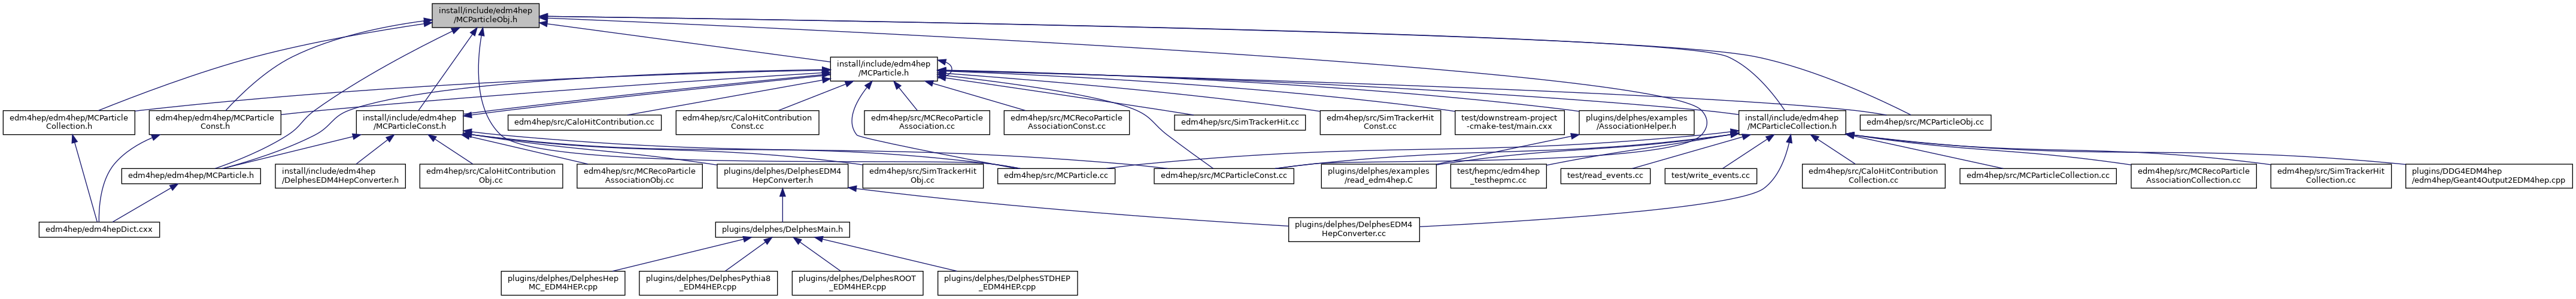 install/include/edm4hep
/MCParticleObj.h
install/include/edm4hep
/MCParticle.h
edm4hep/edm4hep/MCParticle
Collection.h
edm4hep/edm4hep/MCParticle
Const.h
install/include/edm4hep
/MCParticleConst.h
edm4hep/src/CaloHitContribution.cc
edm4hep/src/CaloHitContribution
Const.cc
edm4hep/src/MCRecoParticle
Association.cc
edm4hep/src/MCRecoParticle
AssociationConst.cc
edm4hep/src/SimTrackerHit.cc
edm4hep/src/SimTrackerHit
Const.cc
test/downstream-project
-cmake-test/main.cxx
plugins/delphes/examples
/AssociationHelper.h
install/include/edm4hep
/MCParticleCollection.h
edm4hep/src/MCParticleObj.cc
edm4hep/edm4hep/MCParticle.h
install/include/edm4hep
/DelphesEDM4HepConverter.h
edm4hep/src/CaloHitContribution
Obj.cc
edm4hep/src/MCRecoParticle
AssociationObj.cc
plugins/delphes/DelphesEDM4
HepConverter.h
edm4hep/src/SimTrackerHit
Obj.cc
edm4hep/src/MCParticle.cc
edm4hep/src/MCParticleConst.cc
plugins/delphes/examples
/read_edm4hep.C
test/hepmc/edm4hep
_testhepmc.cc
test/read_events.cc
test/write_events.cc
edm4hep/src/CaloHitContribution
Collection.cc
edm4hep/src/MCParticleCollection.cc
edm4hep/src/MCRecoParticle
AssociationCollection.cc
edm4hep/src/SimTrackerHit
Collection.cc
plugins/DDG4EDM4hep
/edm4hep/Geant4Output2EDM4hep.cpp
edm4hep/edm4hepDict.cxx
plugins/delphes/DelphesMain.h
plugins/delphes/DelphesEDM4
HepConverter.cc
plugins/delphes/DelphesHep
MC_EDM4HEP.cpp
plugins/delphes/DelphesPythia8
_EDM4HEP.cpp
plugins/delphes/DelphesROOT
_EDM4HEP.cpp
plugins/delphes/DelphesSTDHEP
_EDM4HEP.cpp